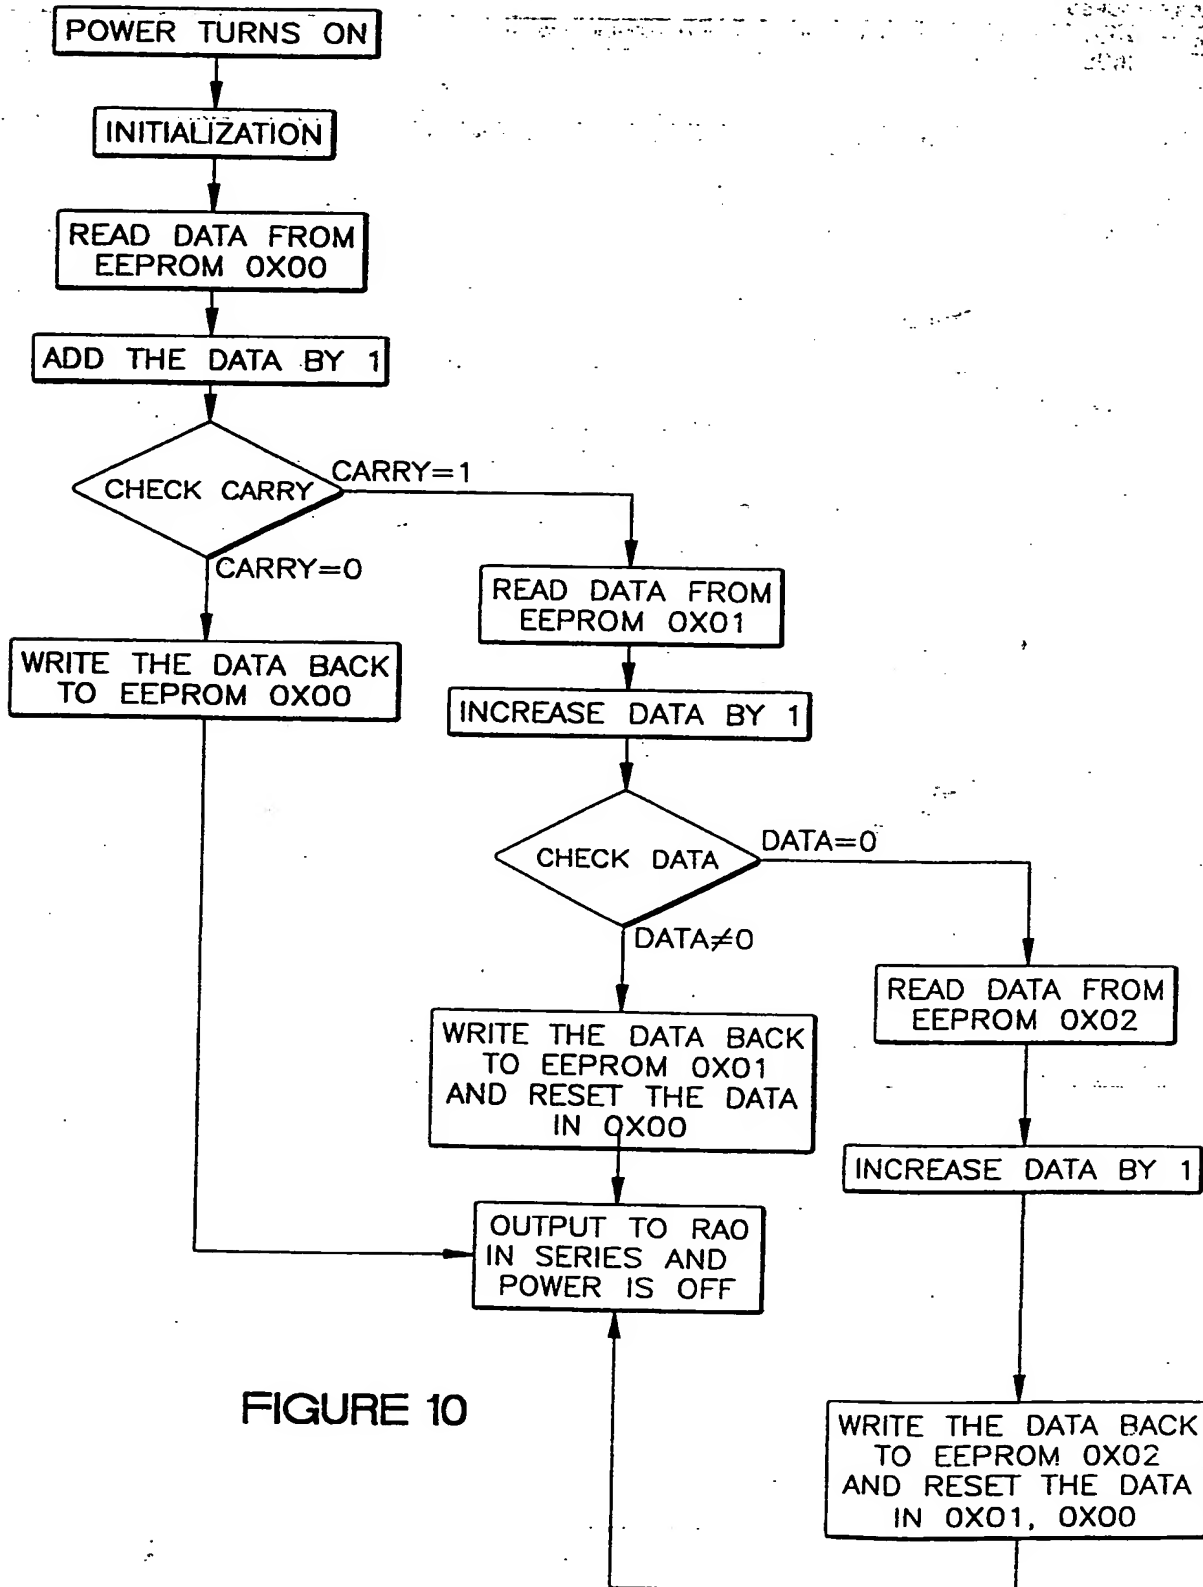 POWER TURNS ON
INITIALIZATION
READ DATA FROM
EEPROM 0X00
ADD THE DATA BY 1
CHECK CARRY
CARRY=1
CARRY=0
READ DATA FROM
EEPROM 0X01
WRITE THE DATA BACK
TO EEPROM 0X00
INCREASE DATA BY 1
CHECK DATA
DATA=0
DATA≠0
READ DATA FROM
EEPROM 0X02
WRITE THE DATA BACK
TO EEPROM 0X01
AND RESET THE DATA
IN 0X00
INCREASE DATA BY 1
OUTPUT TO RA0
IN SERIES AND
POWER IS OFF
FIGURE 10
WRITE THE DATA BACK
TO EEPROM 0X02
AND RESET THE DATA
IN 0X01, 0X00